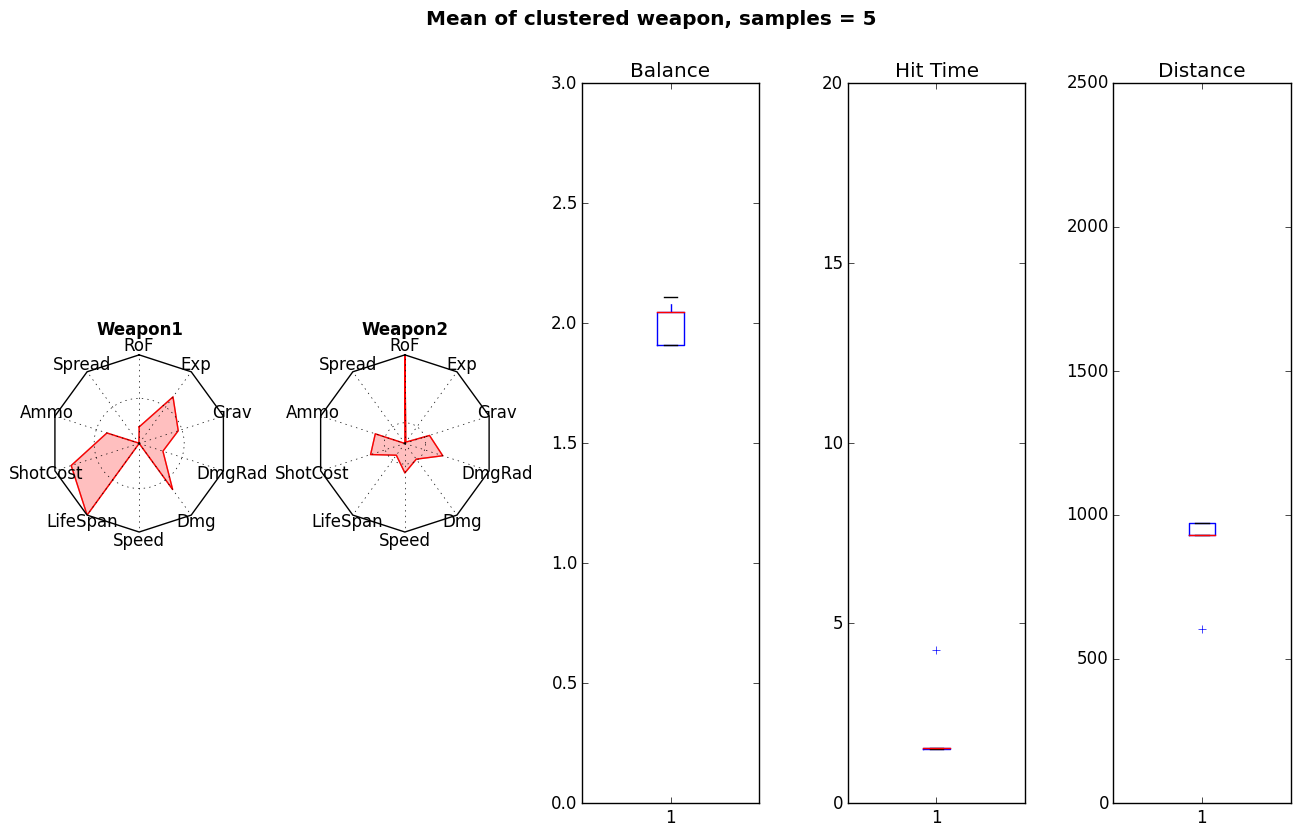 Mean of clustered weapon, samples = 5
Weapon1
RoF
Exp
Grav
DmgRad
Dmg
Speed
LifeSpan
ShotCost
Ammo
Spread
Weapon2
RoF
Exp
Grav
DmgRad
Dmg
Speed
LifeSpan
ShotCost
Ammo
Spread
Balance
3.0
2.5
2.0
1.5
1.0
0.5
0.0
1
Hit Time
20
15
10
5
0
1
Distance
2500
2000
1500
1000
500
0
1